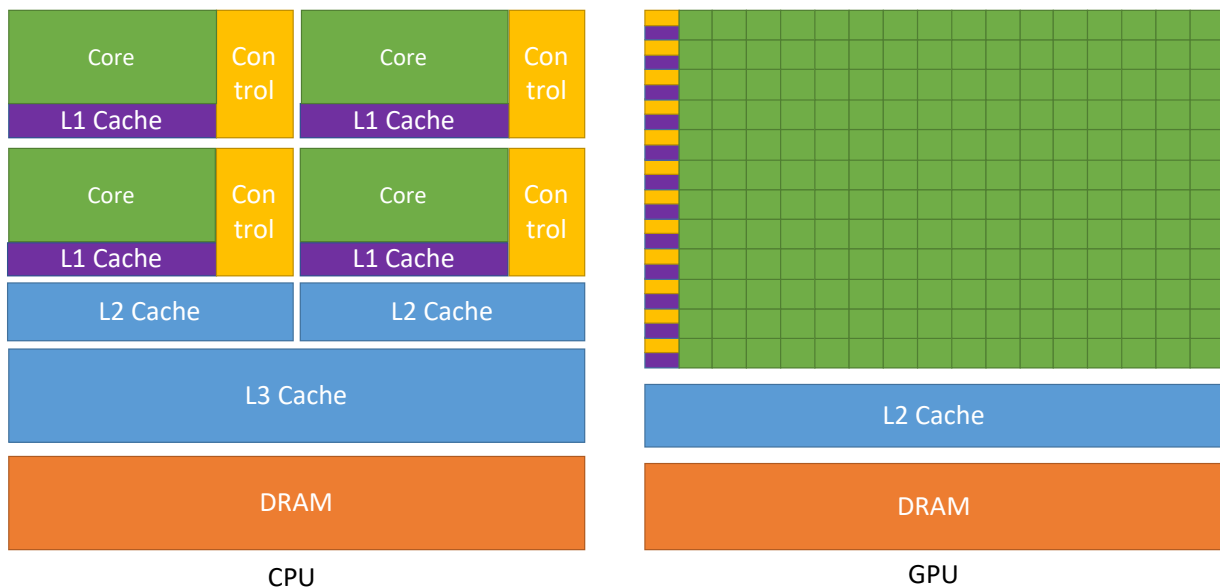 Core
Con
trol
L1 Cache
Core
Con
trol
L1 Cache
Core
Con
trol
L1 Cache
Core
Con
trol
L1 Cache
L2 Cache
L2 Cache
L3 Cache
DRAM
CPU
L2 Cache
DRAM
GPU